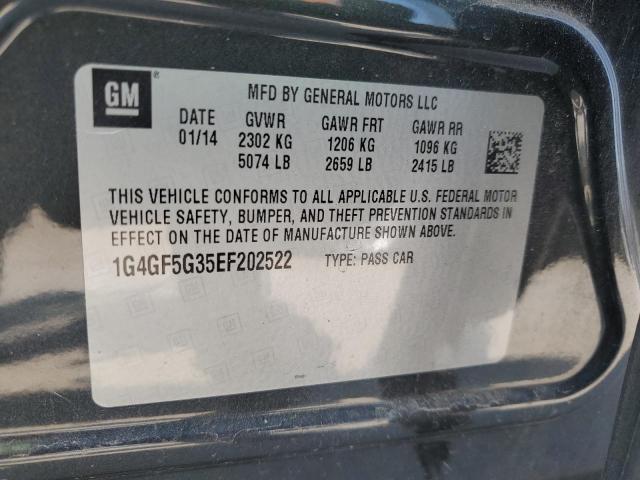 GM ®
MFD BY GENERAL MOTORS LLC
DATE GVWR GAWR FRT GAWR RR
01/14 2302 KG 1206 KG 1096 KG
5074 LB 2659 LB 2415 LB
THIS VEHICLE CONFORMS TO ALL APPLICABLE U.S. FEDERAL MOTOR
VEHICLE SAFETY, BUMPER, AND THEFT PREVENTION STANDARDS IN
EFFECT ON THE DATE OF MANUFACTURE SHOWN ABOVE.
1G4GF5G35EF202522 TYPE: PASS CAR